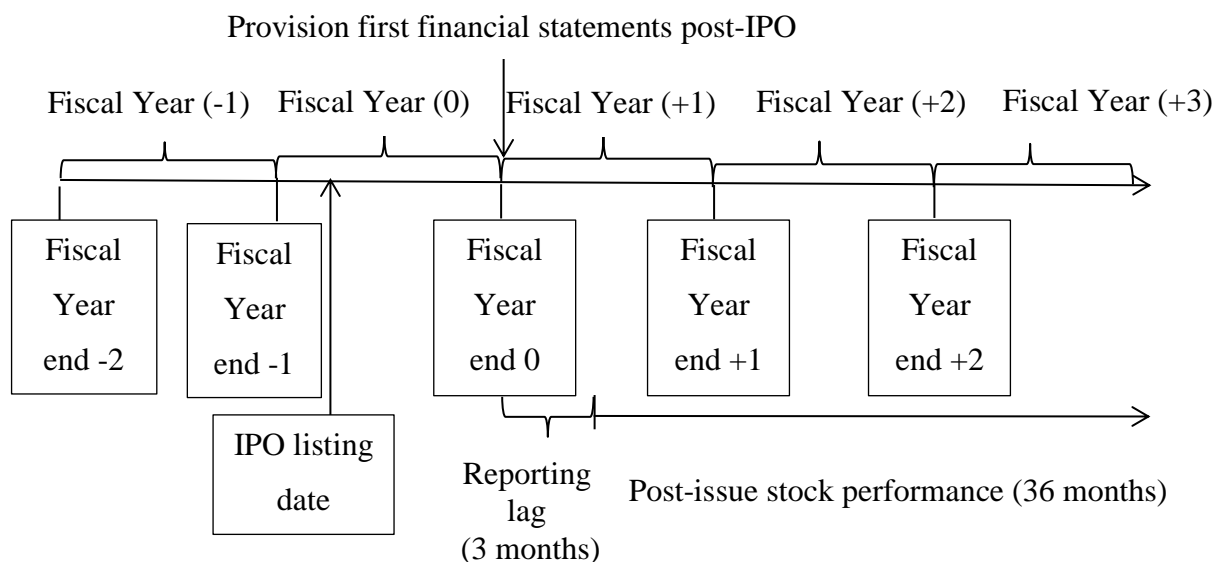 Provision first financial statements post-IPO
Fiscal Year (-1)
Fiscal Year (0)
Fiscal Year (+1)
Fiscal Year (+2)
Fiscal Year (+3)
Fiscal
Year
end -2
Fiscal
Year
end -1
Fiscal
Year
end 0
Fiscal
Year
end +1
Fiscal
Year
end +2
IPO listing
date
Reporting
lag
(3 months)
Post-issue stock performance (36 months)